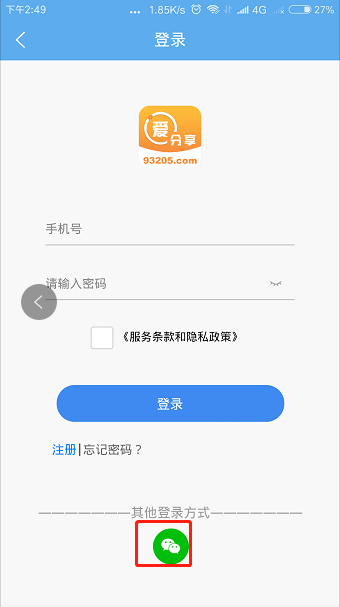 下午2:49 ... 1.85K/s 4G 27%
登录
爱
分享
93205.com
手机号
请输入密码
《服务条款和隐私政策》
登录
注册|忘记密码？
———————其他登录方式———————